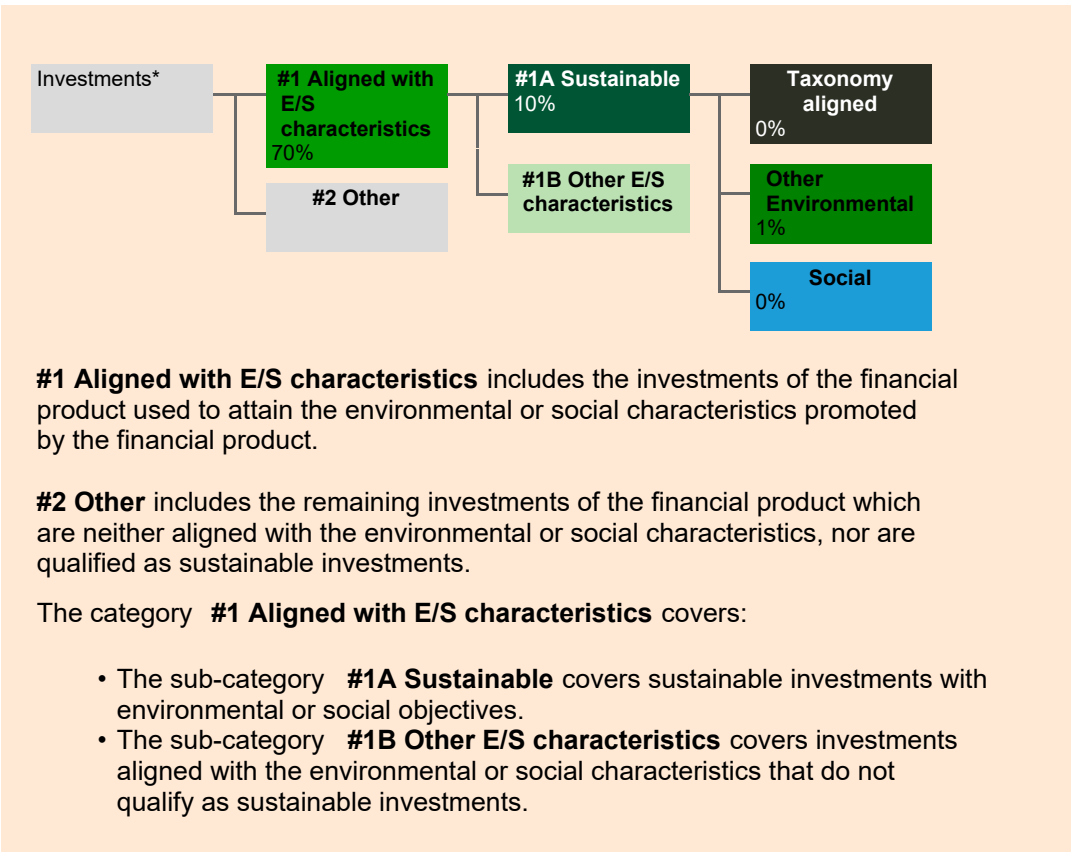 Investments*
#1 Aligned with
E/S
characteristics
70%
#2 Other
#1A Sustainable
10%
#1B Other E/S
characteristics
Taxonomy
aligned
0%
Other
Environmental
1%
Social
0%
#1 Aligned with E/S characteristics includes the investments of the financial
product used to attain the environmental or social characteristics promoted
by the financial product.
#2 Other includes the remaining investments of the financial product which
are neither aligned with the environmental or social characteristics, nor are
qualified as sustainable investments.
The category #1 Aligned with E/S characteristics covers:
• The sub-category #1A Sustainable covers sustainable investments with
environmental or social objectives.
• The sub-category #1B Other E/S characteristics covers investments
aligned with the environmental or social characteristics that do not
qualify as sustainable investments.